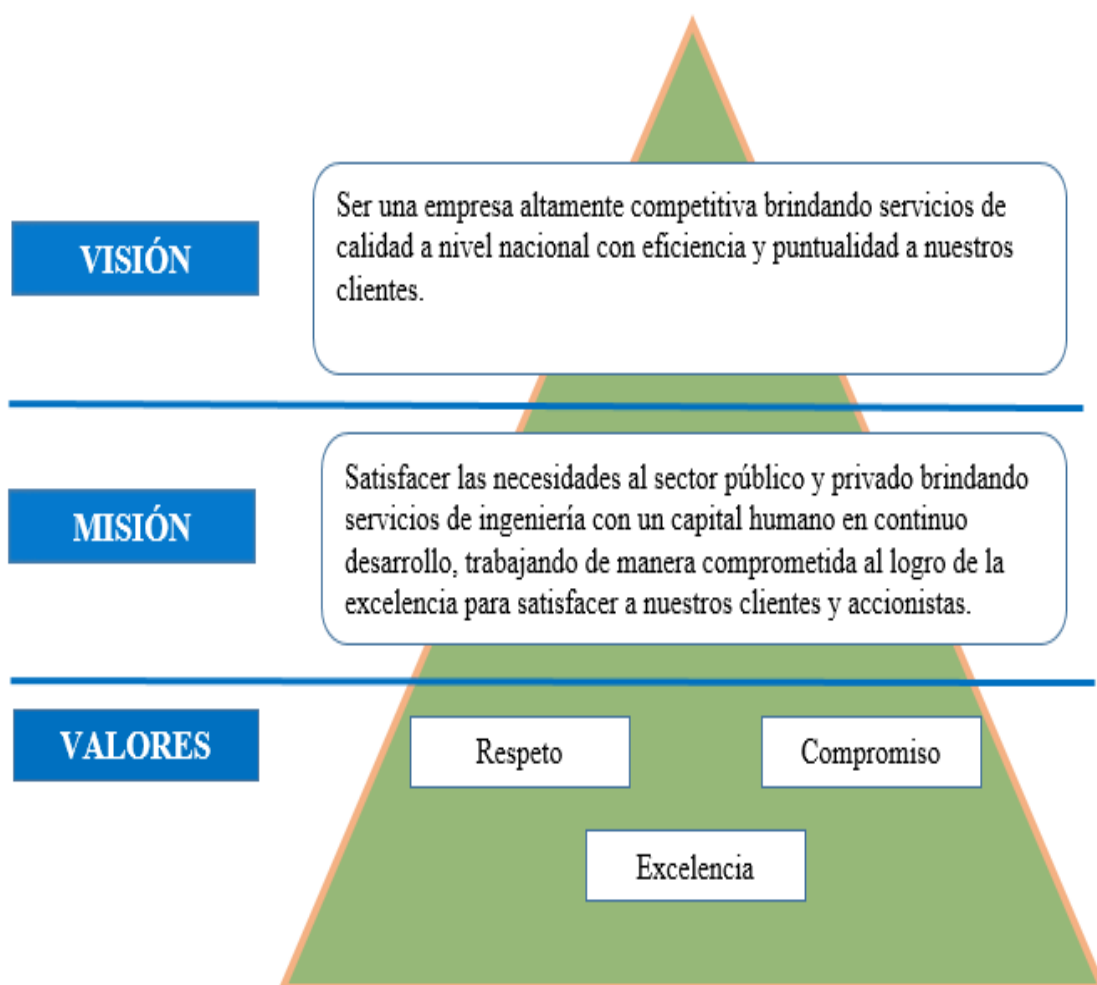 VISIÓN
Ser una empresa altamente competitiva brindando servicios de
calidad a nivel nacional con eficiencia y puntualidad a nuestros
clientes.
MISIÓN
Satisfacer las necesidades al sector público y privado brindando
servicios de ingeniería con un capital humano en continuo
desarrollo, trabajando de manera comprometida al logro de la
excelencia para satisfacer a nuestros clientes y accionistas.
VALORES
Respeto
Compromiso
Excelencia